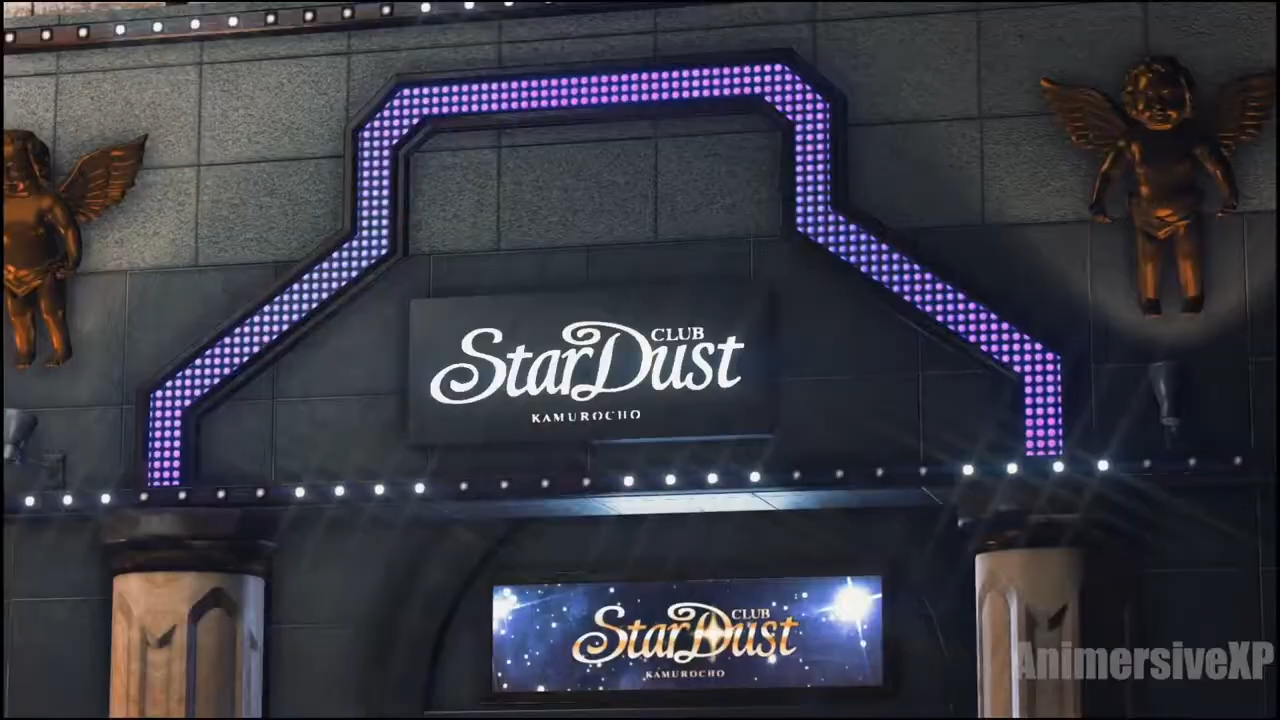 CLUB
StarDust
KAMUROCHO
CLUB
StarDust
KAMUROCHO
AnimersiveXP